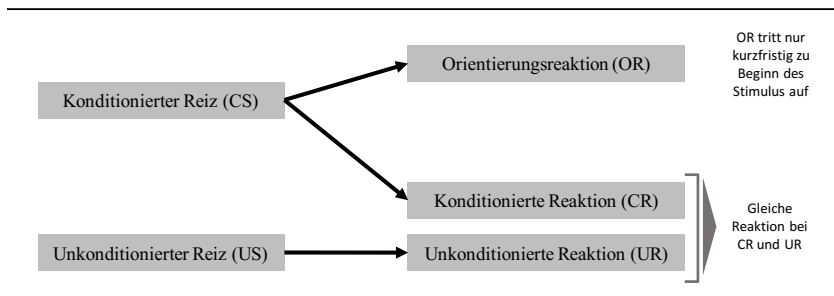 OR tritt nur
kurzfristig zu
Beginn des
Stimulus auf
Orientierungsreaktion (OR)
Konditionierter Reiz (CS)
Konditionierte Reaktion (CR)
Gleiche
Reaktion bei
CR und UR
Unkonditionierter Reiz (US)
Unkonditionierte Reaktion (UR)